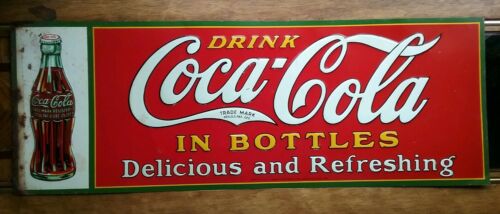 DRINK
Coca-Cola
TRADE MARK
IN BOTTLES
Delicious and Refreshing
Coca-Cola